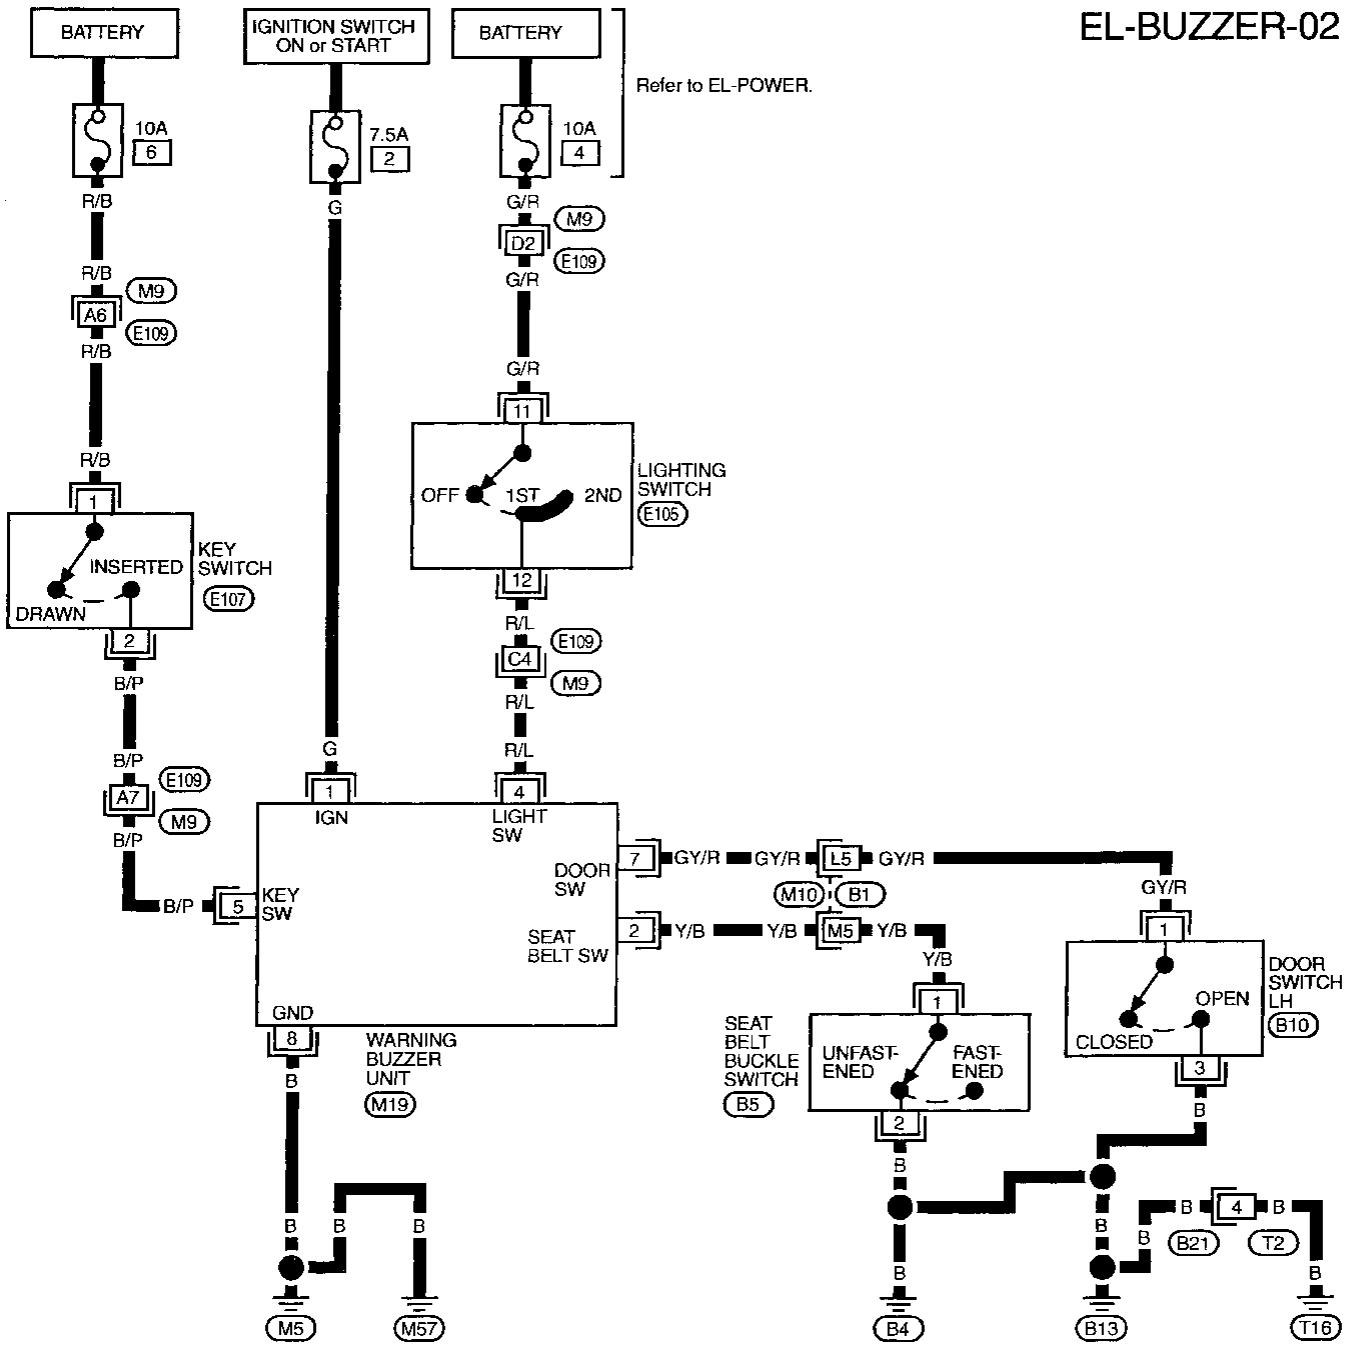 EL-BUZZER-02
BATTERY
IGNITION SWITCH
ON or START
BATTERY
Refer to EL-POWER.
10A
6
7.5A
2
10A
4
R/B
G
G/R
M9
D2
E109
G/R
R/B
M9
A6
E109
R/B
G/R
11
R/B
1
OFF
1ST
2ND
LIGHTING
SWITCH
E105
INSERTED
DRAWN
KEY
SWITCH
E107
2
12
R/L
E109
C4
M9
R/L
B/P
B/P
E109
A7
M9
B/P
G
R/L
1
IGN
4
LIGHT
SW
B/P
5
KEY
SW
7
DOOR
SW
GY/R
GY/R
L5
GY/R
M10
B1
GY/R
2
SEAT
BELT SW
Y/B
Y/B
M5
Y/B
Y/B
1
1
OPEN
CLOSED
DOOR
SWITCH
LH
B10
3
GND
8
WARNING
BUZZER
UNIT
M19
SEAT
BELT
BUCKLE
SWITCH
B5
UNFAST-
ENED
FAST-
ENED
2
B
B
B
B
B
B
B
B
B
4
B
B21
T2
B
B
M5
M57
B4
B13
T16